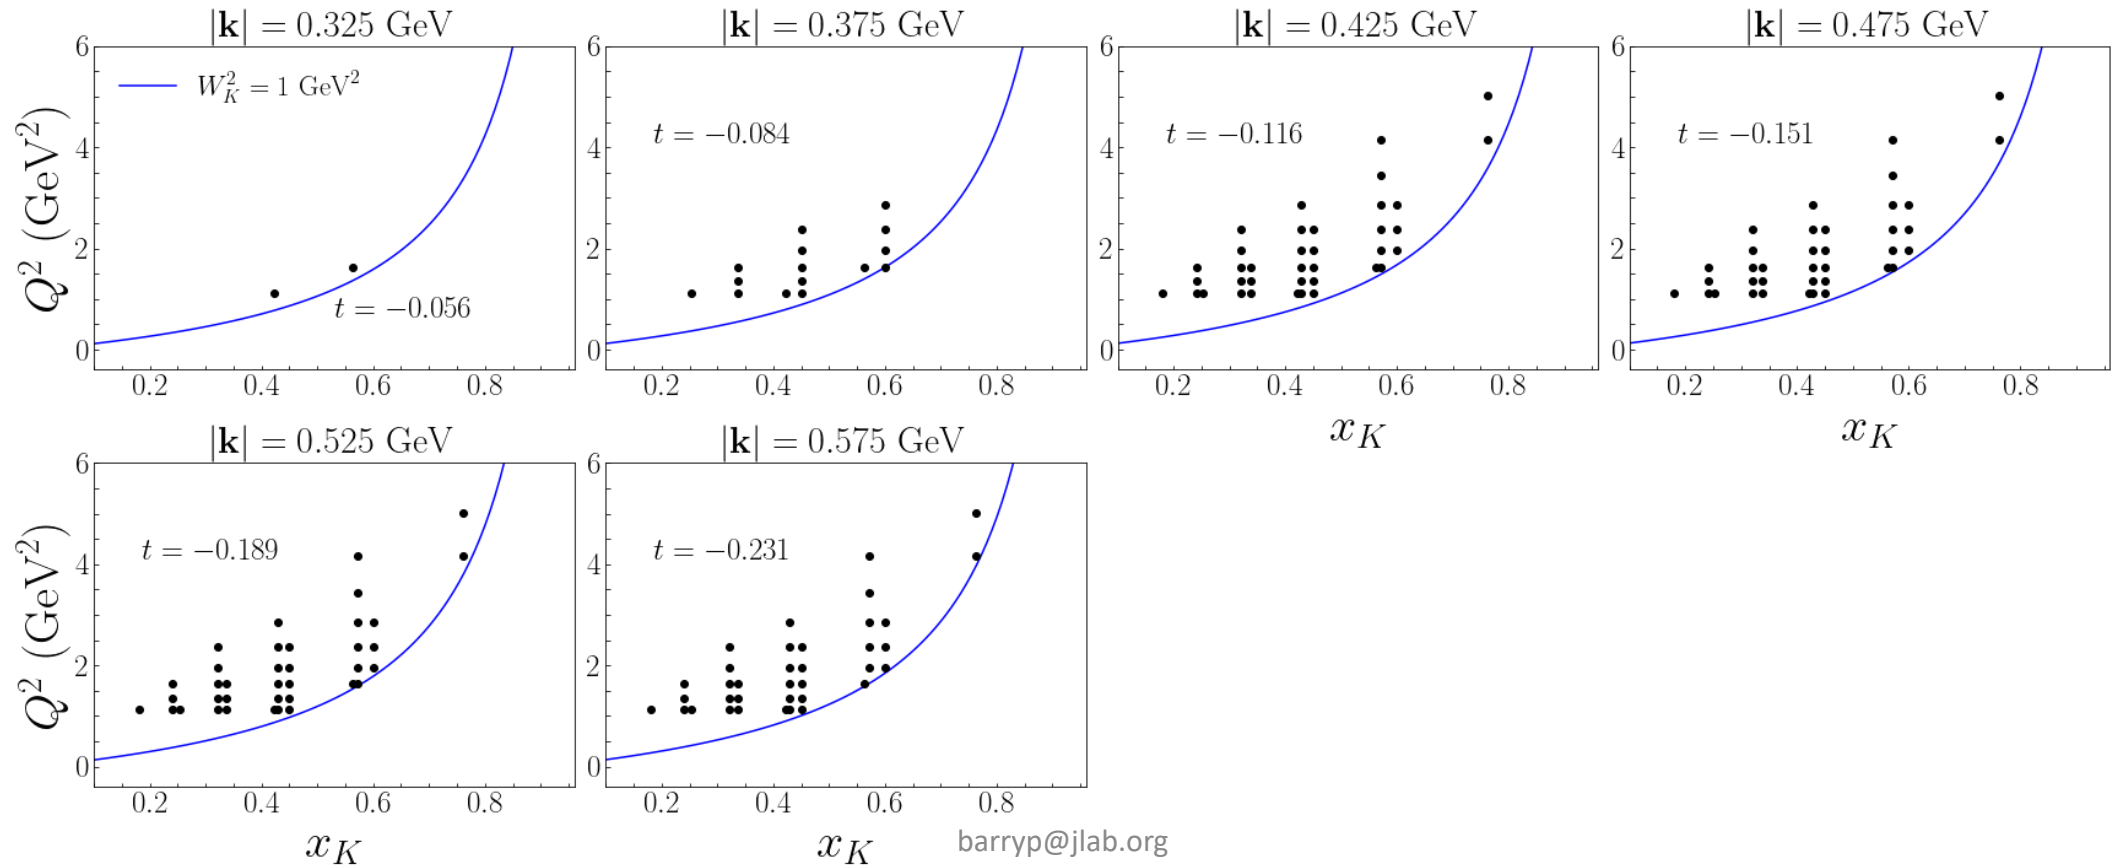 |k| = 0.325 GeV
W_K^2 = 1 GeV^2
t = −0.056
Q^2 (GeV^2)
6
4
2
0
0.2 0.4 0.6 0.8
|k| = 0.375 GeV
t = −0.084
6
4
2
0
0.2 0.4 0.6 0.8
|k| = 0.425 GeV
t = −0.116
6
4
2
0
0.2 0.4 0.6 0.8
x_K
|k| = 0.475 GeV
t = −0.151
6
4
2
0
0.2 0.4 0.6 0.8
x_K
|k| = 0.525 GeV
t = −0.189
Q^2 (GeV^2)
6
4
2
0
0.2 0.4 0.6 0.8
x_K
|k| = 0.575 GeV
t = −0.231
6
4
2
0
0.2 0.4 0.6 0.8
x_K
barryp@jlab.org